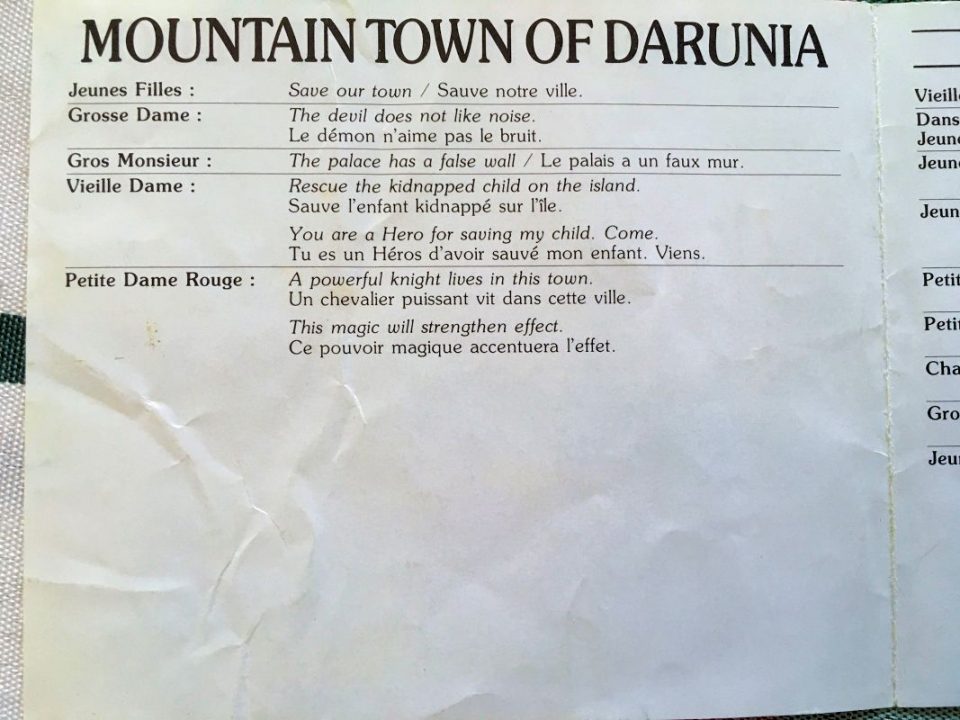 MOUNTAIN TOWN OF DARUNIA
Jeunes Filles : Save our town / Sauve notre ville.
Grosse Dame : The devil does not like noise.
Le démon n'aime pas le bruit.
Gros Monsieur : The palace has a false wall / Le palais a un faux mur.
Vieille Dame : Rescue the kidnapped child on the island.
Sauve l'enfant kidnappé sur l'île.
You are a Hero for saving my child. Come.
Tu es un Héros d'avoir sauvé mon enfant. Viens.
Petite Dame Rouge : A powerful knight lives in this town.
Un chevalier puissant vit dans cette ville.
This magic will strengthen effect.
Ce pouvoir magique accentuera l'effet.
Dans